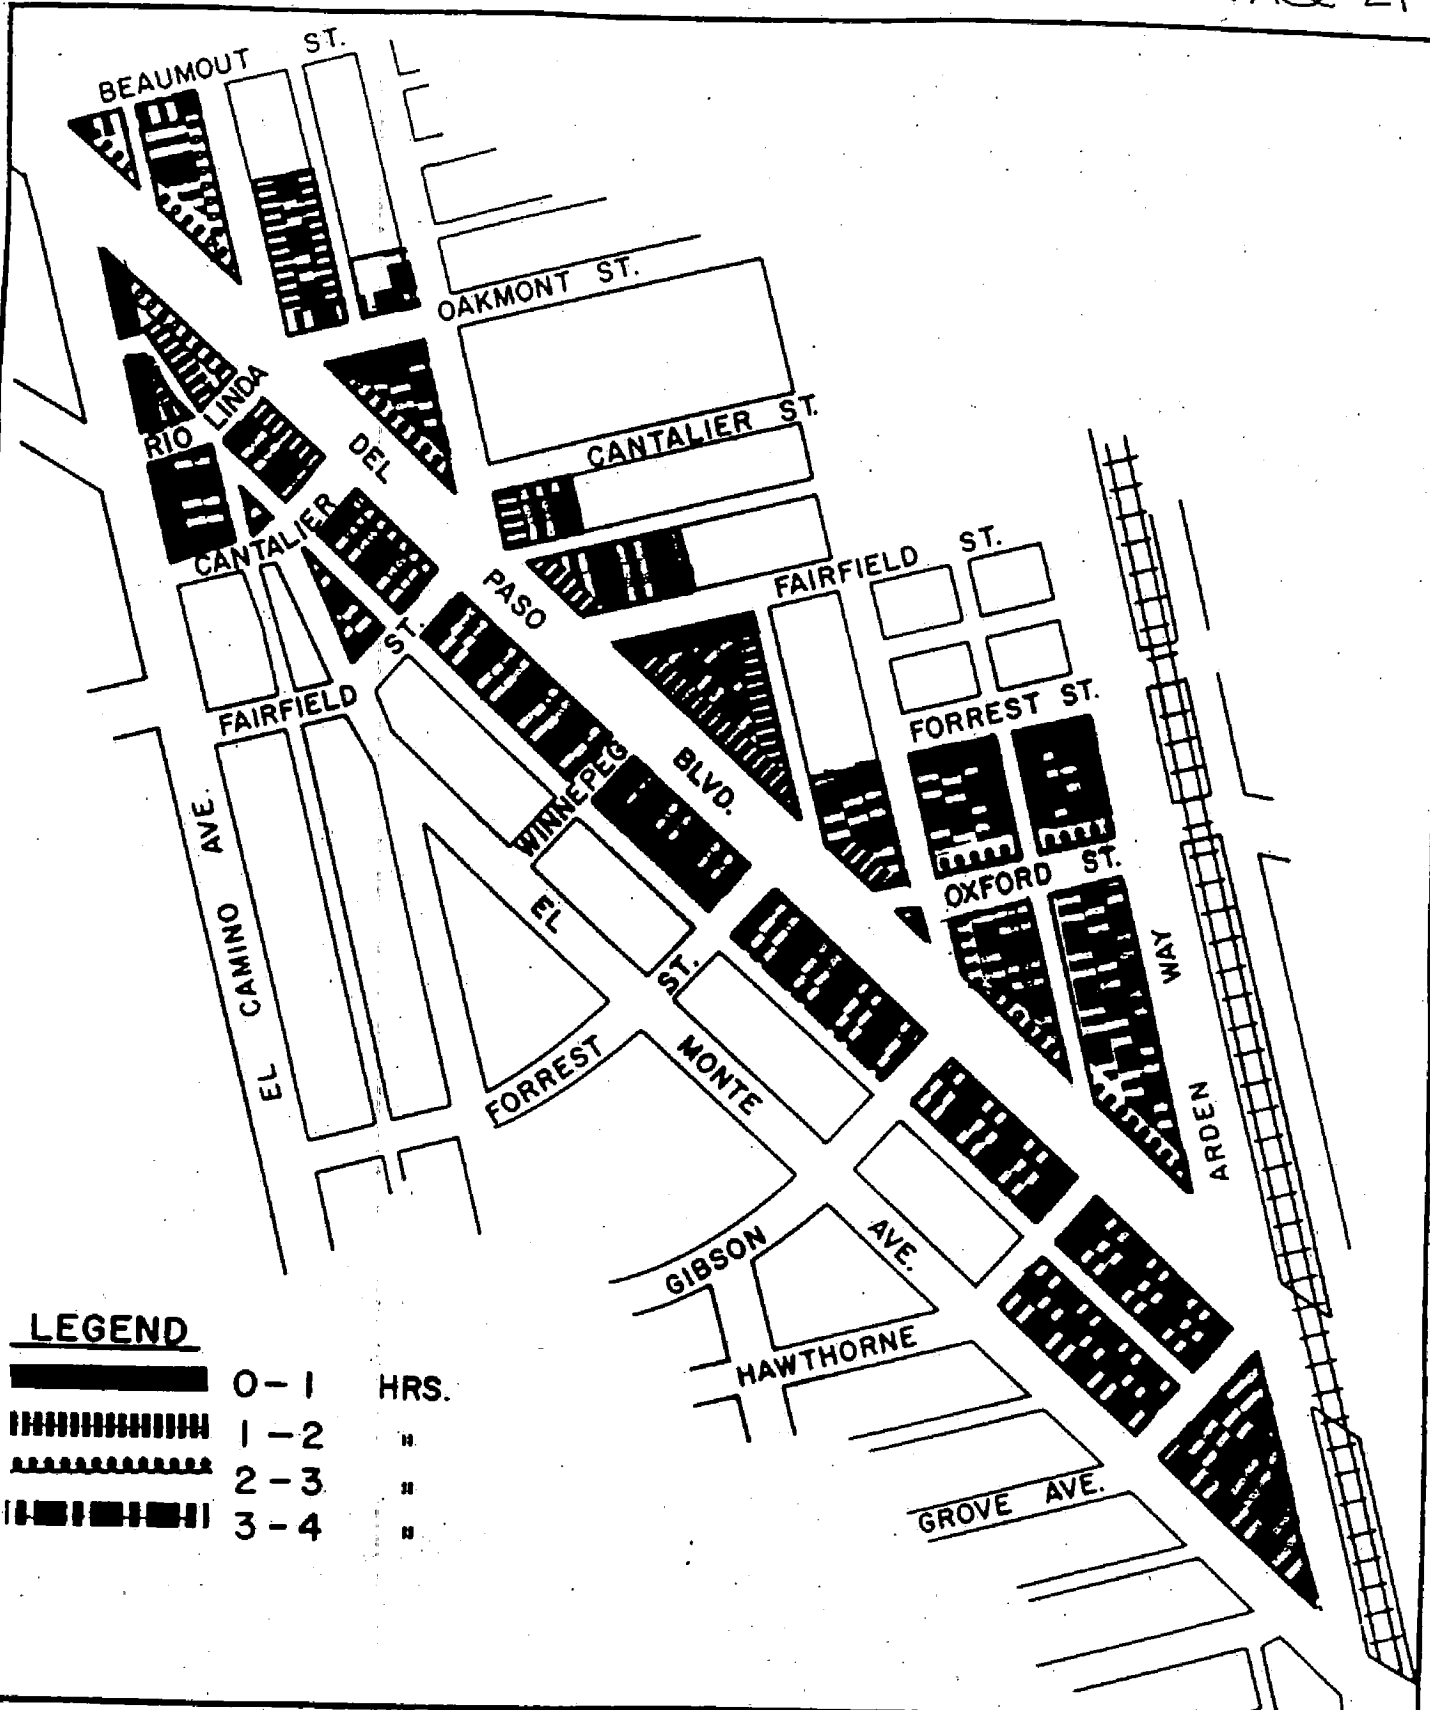 21
BEAUMOUT ST.
OAKMONT ST.
RIO LINDA
DEL
PASO
BLVD.
CANTALIER ST.
CANTALIER
ST.
FAIRFIELD ST.
FAIRFIELD
FORREST ST.
WINNEPEG
ST.
OXFORD ST.
EL CAMINO AVE.
EL
MONTE
AVE.
FORREST
ARDEN WAY
GIBSON
HAWTHORNE
GROVE AVE.
LEGEND
0-1 HRS.
1-2 "
2-3 "
3-4 "